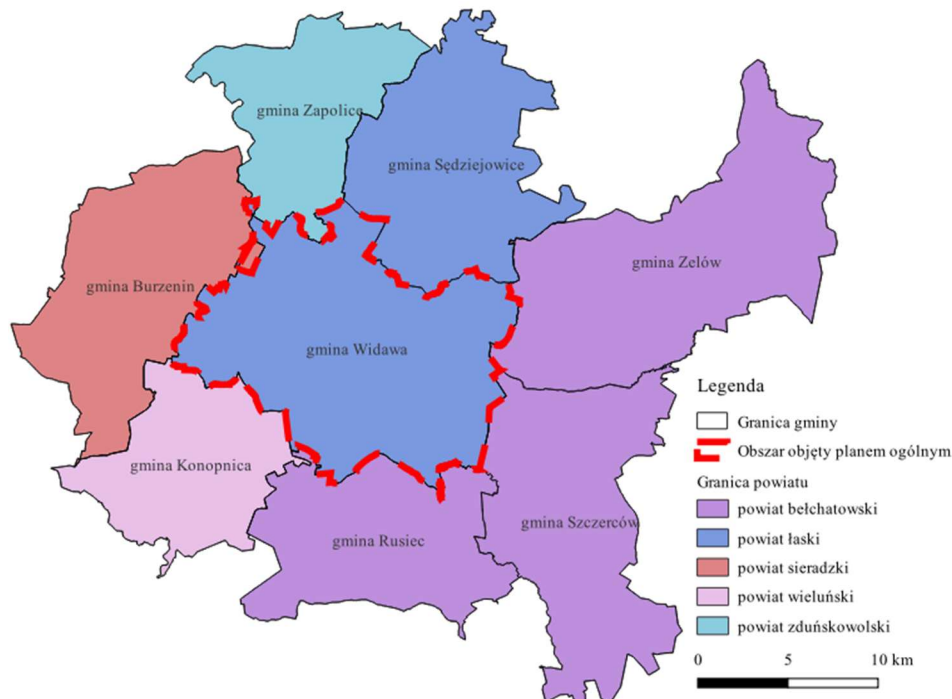 gmina Zapolice
gmina Sędziejowice
gmina Zelów
gmina Burzenin
gmina Widawa
gmina Konopnica
gmina Rusiec
gmina Szczerców
Legenda
Granica gminy
Obszar objęty planem ogólnym
Granica powiatu
powiat bełchatowski
powiat łaski
powiat sieradzki
powiat wieluński
powiat zduńskowolski
0 5 10 km